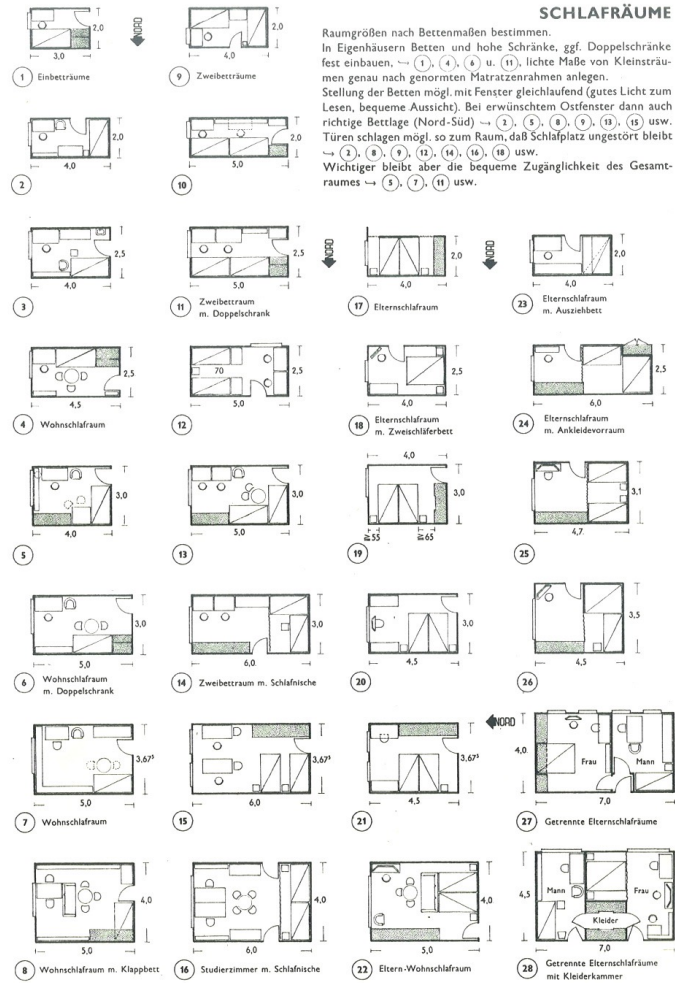 SCHLAFRÄUME
Raumgrößen nach Bettenmaßen bestimmen.
In Eigenhäusern Betten und hohe Schränke, ggf. Doppelschränke
fest einbauen, ⤷ 1, 4, 6 u. 11, lichte Maße von Kleinsträu-
men genau nach genormten Matratzenrahmen anlegen.
Stellung der Betten mögl. mit Fenster gleichlaufend (gutes Licht zum
Lesen, bequeme Aussicht). Bei erwünschtem Ostfenster dann auch
richtige Bettlage (Nord-Süd) ⤷ 2, 5, 8, 9, 13, 15 usw.
Türen schlagen mögl. so zum Raum, daß Schlafplatz ungestört bleibt
⤷ 2, 8, 9, 12, 14, 16, 18 usw.
Wichtiger bleibt aber die bequeme Zugänglichkeit des Gesamt-
raumes ⤷ 5, 7, 11 usw.
2,0
3,0
NORD
1 Einbetträume
2,0
4,0
9 Zweibetträume
2,0
4,0
2
2,0
5,0
10
2,5
4,0
3
2,5
5,0
11 Zweibettraum
m. Doppelschrank
NORD
2,0
4,0
17 Elternschlafraum
NORD
2,0
4,0
23 Elternschlafraum
m. Ausziehbett
2,5
4,5
4 Wohnschlafraum
70
2,5
5,0
12
2,5
4,0
18 Elternschlafraum
m. Zweischläferbett
2,5
6,0
24 Elternschlafraum
m. Ankleidevorraum
3,0
4,0
5
3,0
5,0
13
4,0
3,0
≧55
≧65
19
3,1
4,7
25
3,0
5,0
6 Wohnschlafraum
m. Doppelschrank
3,0
6,0
14 Zweibettraum m. Schlafnische
3,0
4,5
20
3,5
4,5
26
3,67⁵
5,0
7 Wohnschlafraum
3,67⁵
6,0
15
3,67⁵
4,5
21
NORD
4,0
Frau
Mann
7,0
27 Getrennte Elternschlafräume
4,0
5,0
8 Wohnschlafraum m. Klappbett
4,0
6,0
16 Studierzimmer m. Schlafnische
4,0
5,0
22 Eltern-Wohnschlafraum
4,5
Mann
Frau
Kleider
7,0
28 Getrennte Elternschlafräume
mit Kleiderkammer